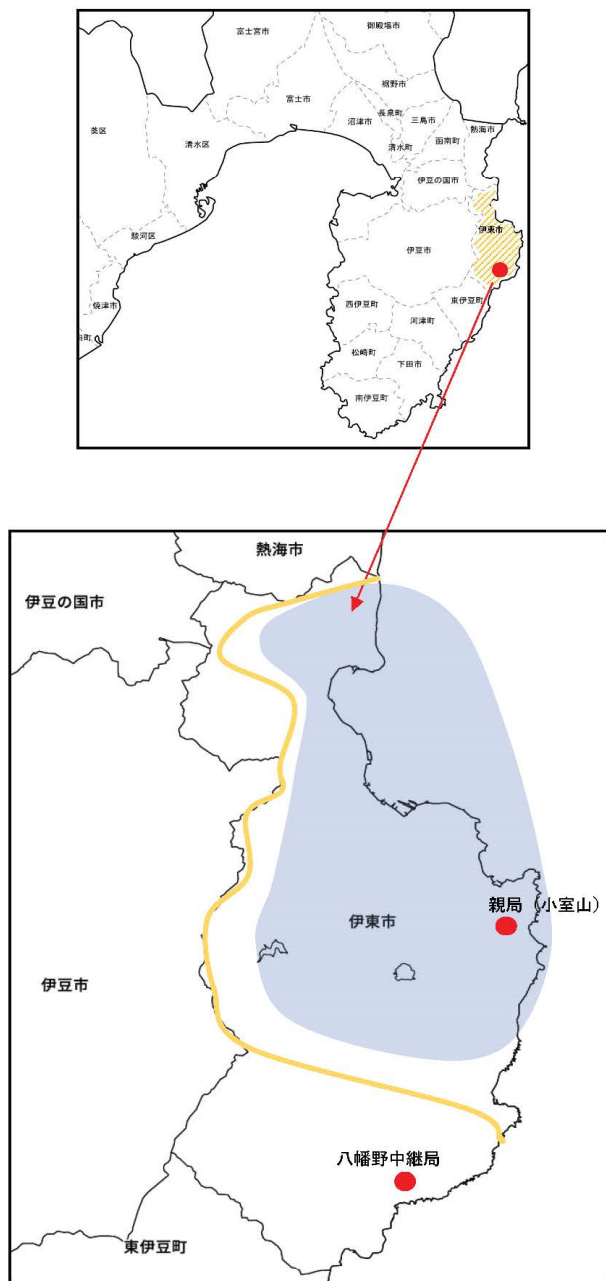 富士宮市
御殿場市
裾野市
富士市
長泉町
沼津市
三島市
熱海市
葵区
清水区
清水町
函南町
伊豆の国市
伊東市
駿河区
伊豆市
焼津市
西伊豆町
東伊豆町
河津町
松崎町
下田市
南伊豆町
熱海市
伊豆の国市
親局（小室山）
伊東市
伊豆市
八幡野中継局
東伊豆町